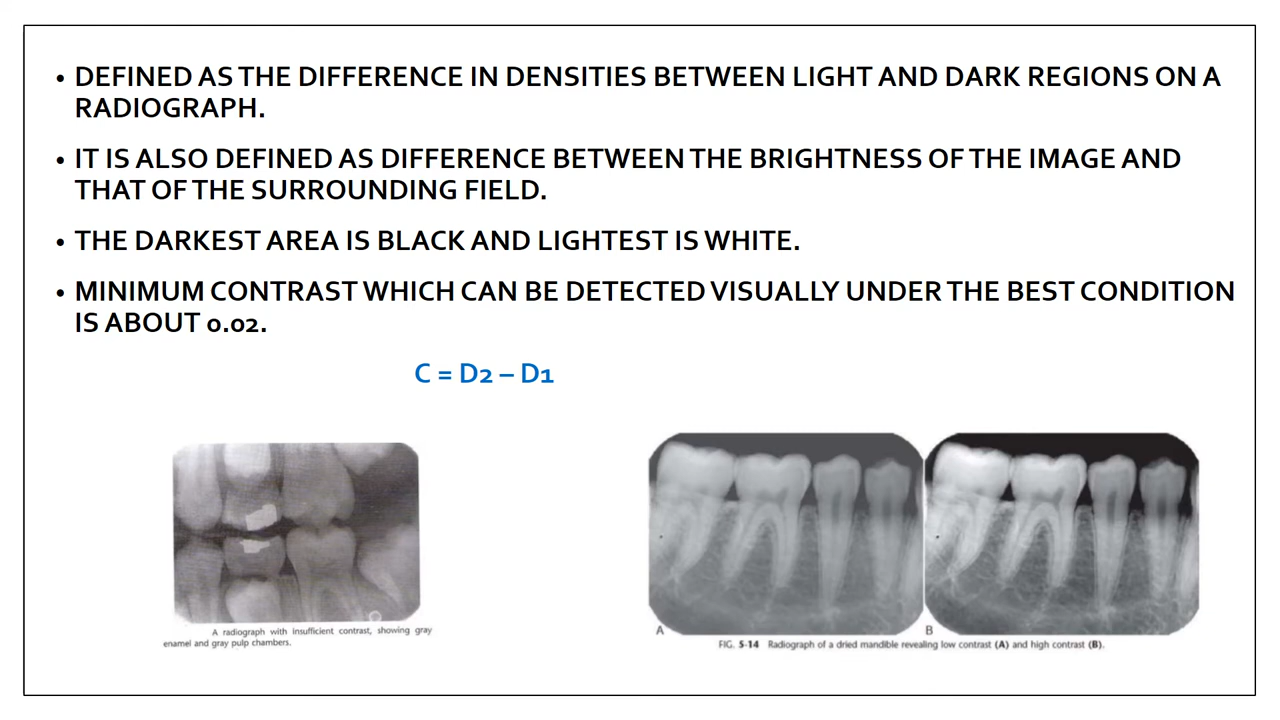 • DEFINED AS THE DIFFERENCE IN DENSITIES BETWEEN LIGHT AND DARK REGIONS ON A
RADIOGRAPH.
• IT IS ALSO DEFINED AS DIFFERENCE BETWEEN THE BRIGHTNESS OF THE IMAGE AND
THAT OF THE SURROUNDING FIELD.
• THE DARKEST AREA IS BLACK AND LIGHTEST IS WHITE.
• MINIMUM CONTRAST WHICH CAN BE DETECTED VISUALLY UNDER THE BEST CONDITION
IS ABOUT 0.02.
C = D2 – D1
A radiograph with insufficient contrast, showing gray
enamel and gray pulp chambers.
A
B
FIG. 5-14 Radiograph of a dried mandible revealing low contrast (A) and high contrast (B).